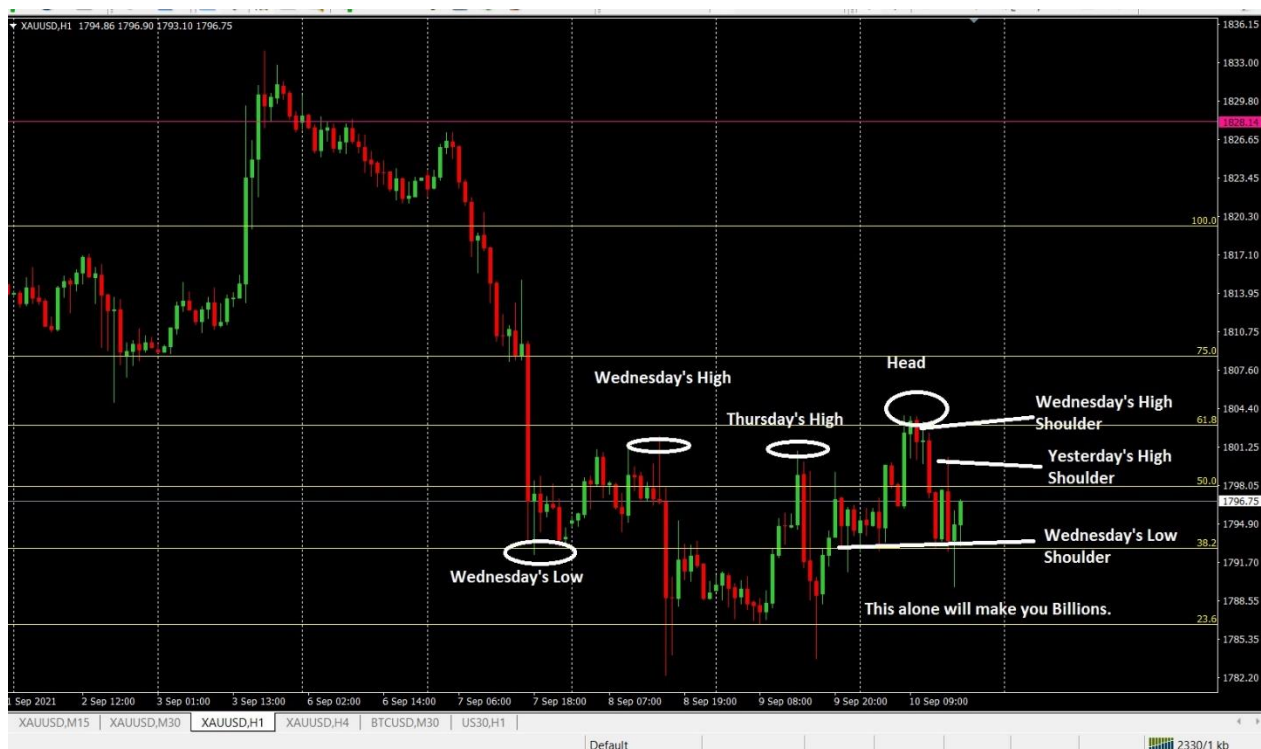 XAUUSD,H1 1794.86 1796.90 1793.10 1796.75
1836.15
1833.00
1829.80
1828.14
1826.65
1823.45
1820.30
100.0
1817.10
1813.95
1810.75
75.0
1807.60
Head
Wednesday's High
1804.40
Wednesday's High
Shoulder
Thursday's High
61.8
1801.25
Yesterday's High
Shoulder
50.0
1798.05
1796.75
1794.90
Wednesday's Low
Shoulder
38.2
1791.70
Wednesday's Low
This alone will make you Billions.
1788.55
23.6
1785.35
1782.20
1 Sep 2021 2 Sep 12:00 3 Sep 01:00 3 Sep 13:00 6 Sep 02:00 6 Sep 14:00 7 Sep 06:00 7 Sep 18:00 8 Sep 07:00 8 Sep 19:00 9 Sep 08:00 9 Sep 20:00 10 Sep 09:00
XAUUSD,M15 XAUUSD,M30 XAUUSD,H1 XAUUSD,H4 BTCUSD,M30 US30,H1
Default 2330/1 kb